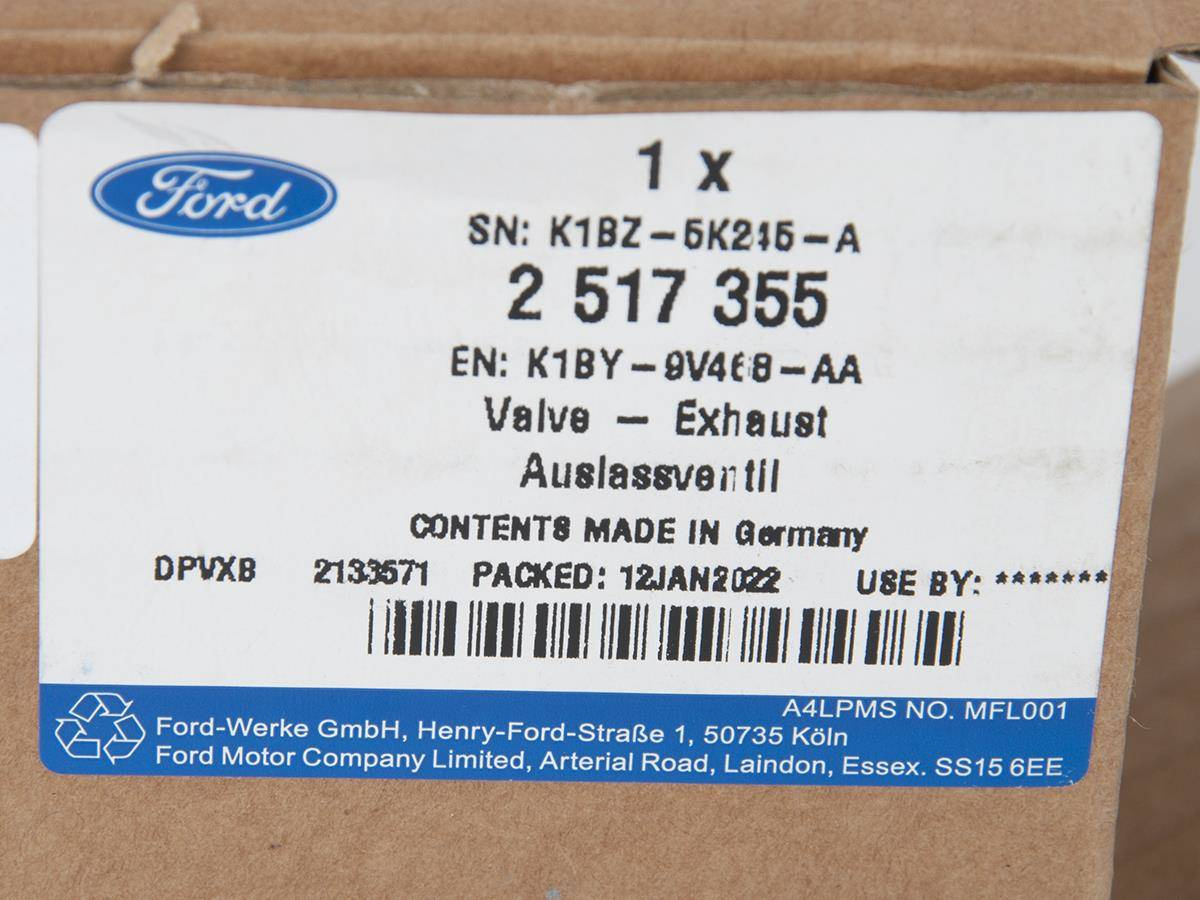 Ford
1 x
SN: K1BZ-5K245-A
2 517 355
EN: K1BY-9V468-AA
Valve - Exhaust
Auslassventil
CONTENTS MADE IN Germany
DPVXB 2133571 PACKED: 12JAN2022 USE BY: *******
A4LPMS NO. MFL001
Ford-Werke GmbH, Henry-Ford-Straße 1, 50735 Köln
Ford Motor Company Limited, Arterial Road, Laindon, Essex. SS15 6EE